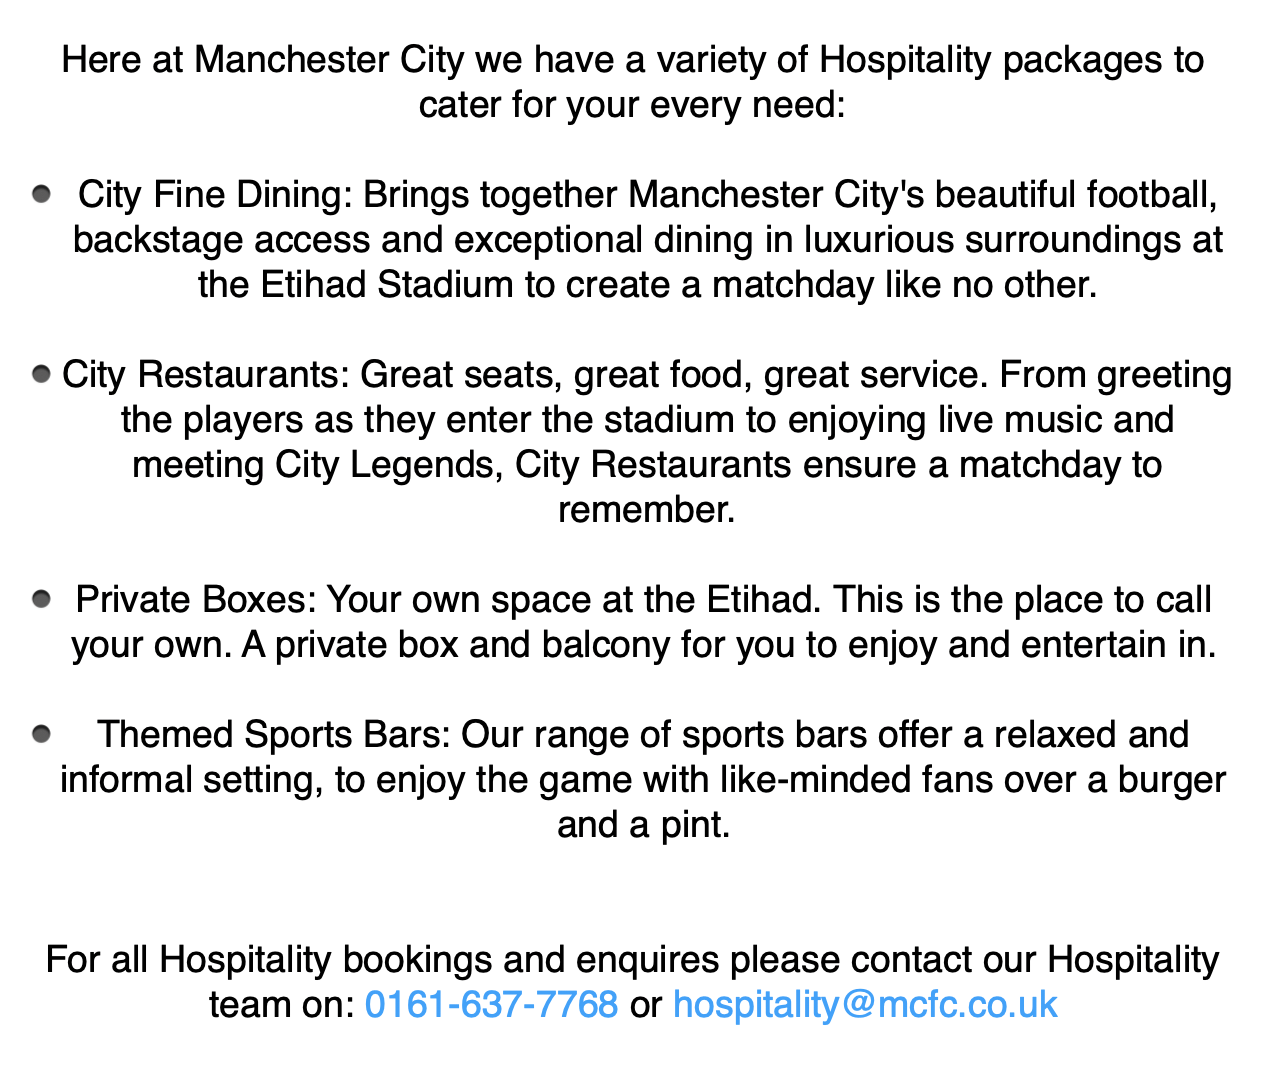 Here at Manchester City we have a variety of Hospitality packages to
cater for your every need:
• City Fine Dining: Brings together Manchester City's beautiful football,
backstage access and exceptional dining in luxurious surroundings at
the Etihad Stadium to create a matchday like no other.
• City Restaurants: Great seats, great food, great service. From greeting
the players as they enter the stadium to enjoying live music and
meeting City Legends, City Restaurants ensure a matchday to
remember.
• Private Boxes: Your own space at the Etihad. This is the place to call
your own. A private box and balcony for you to enjoy and entertain in.
• Themed Sports Bars: Our range of sports bars offer a relaxed and
informal setting, to enjoy the game with like-minded fans over a burger
and a pint.
For all Hospitality bookings and enquires please contact our Hospitality
team on: 0161-637-7768 or hospitality@mcfc.co.uk